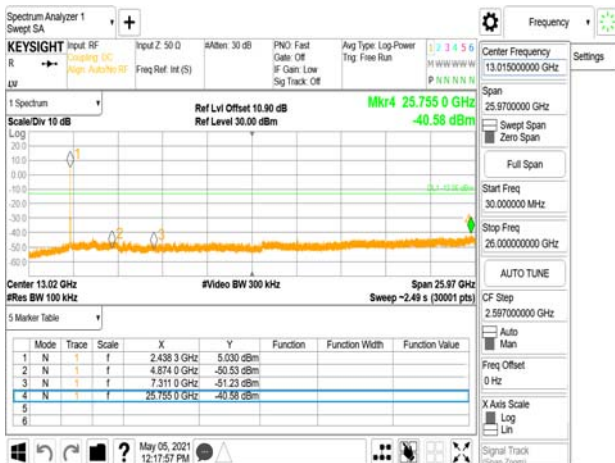 Spectrum Analyzer 1
Swept SA
Frequency
KEYSIGHT
R
Input: RF
Coupling: DC
Align: Auto/No RF
Input Z: 50 Ω
Freq Ref: Int (S)
#Atten: 30 dB
PNO: Fast
Gate: Off
IF Gain: Low
Sig Track: Off
Avg Type: Log-Power
Trig: Free Run
1 2 3 4 5 6
M W W W W W
P N N N N N
1 Spectrum
Scale/Div 10 dB
Ref Lvl Offset 10.90 dB
Ref Level 30.00 dBm
Mkr4 25.755 0 GHz
-40.58 dBm
Log
20.0
10.0
0.00
-10.0
-20.0
-30.0
-40.0
-50.0
-60.0
1
2
3
Center 13.02 GHz
#Res BW 100 kHz
#Video BW 300 kHz
Span 25.97 GHz
Sweep ~2.49 s (30001 pts)
5 Marker Table
Mode Trace Scale X Y Function Function Width Function Value
1 N 1 f 2.438 3 GHz 5.030 dBm
2 N 1 f 4.874 0 GHz -50.53 dBm
3 N 1 f 7.311 0 GHz -51.23 dBm
4 N 1 f 25.755 0 GHz -40.58 dBm
5
6
May 05, 2021
12:17:57 PM
Center Frequency
13.015000000 GHz
Settings
Span
25.9700000 GHz
Swept Span
Zero Span
Full Span
Start Freq
30.000000 MHz
Stop Freq
26.000000000 GHz
AUTO TUNE
CF Step
2.597000000 GHz
Auto
Man
Freq Offset
0 Hz
X Axis Scale
Log
Lin
Signal Track